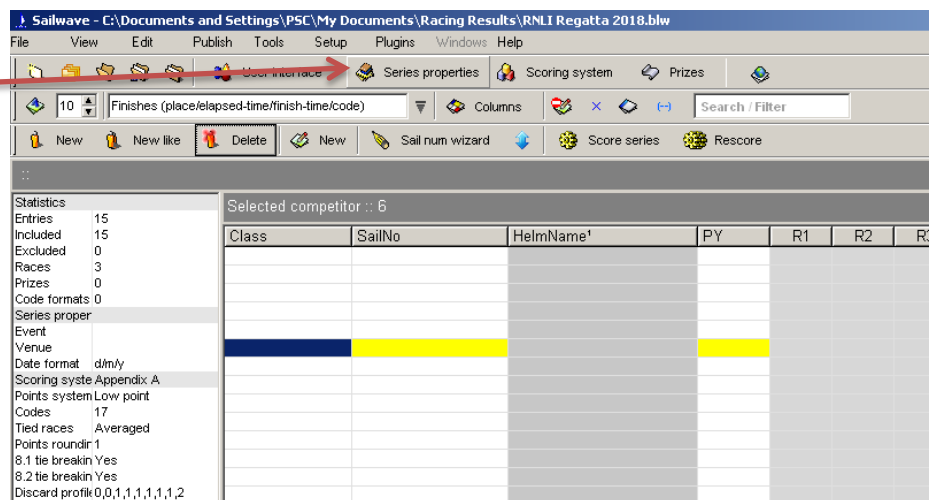 Sailwave - C:\Documents and Settings\PSC\My Documents\Racing Results\RNLI Regatta 2018.blw
File View Edit Publish Tools Setup Plugins Windows Help
User interface Series properties Scoring system Prizes
10 Finishes (place/elapsed-time/finish-time/code) Columns Search / Filter
New New like Delete New Sail num wizard Score series Rescore
::
Statistics
Entries 15
Included 15
Excluded 0
Races 3
Prizes 0
Code formats 0
Series proper
Event
Venue
Date format d/m/y
Scoring syste Appendix A
Points system Low point
Codes 17
Tied races Averaged
Points roundir 1
8.1 tie breakin Yes
8.2 tie breakin Yes
Discard profile 0,0,1,1,1,1,1,1,2
Selected competitor :: 6
Class SailNo HelmName¹ PY R1 R2 R3